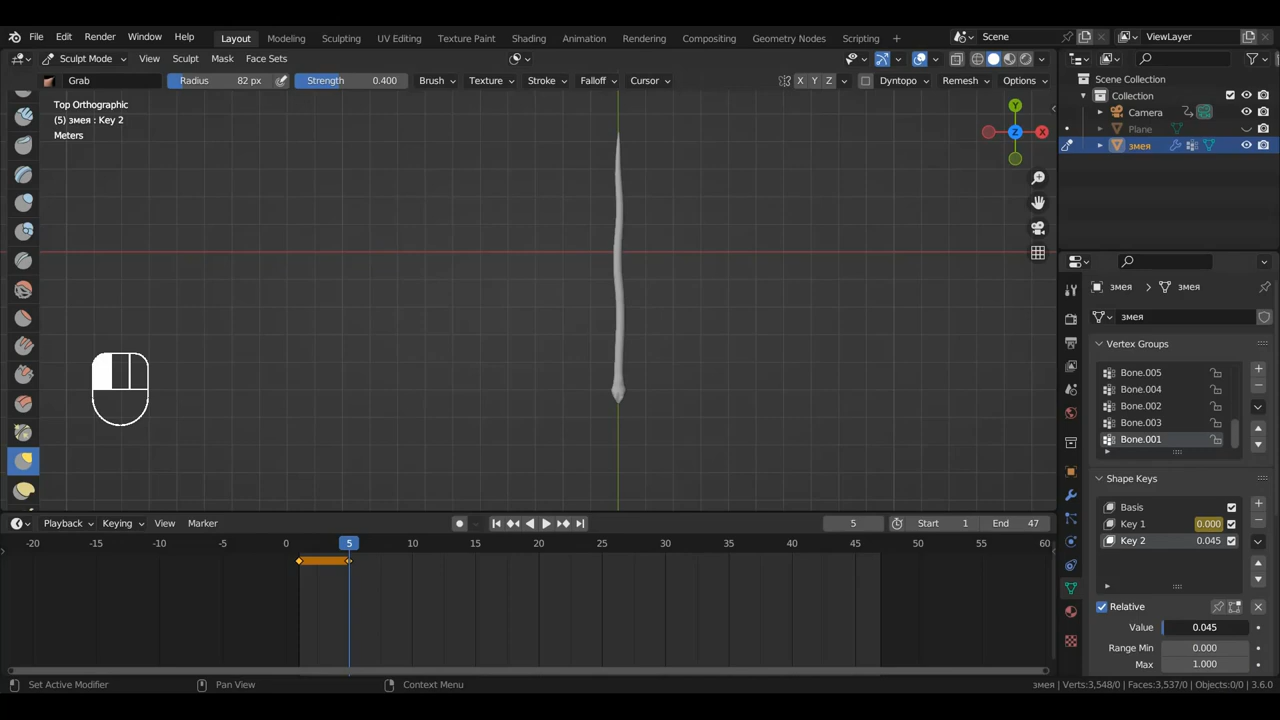 File Edit Render Window Help Layout Modeling Sculpting UV Editing Texture Paint Shading Animation Rendering Compositing Geometry Nodes Scripting + Scene ViewLayer
Sculpt Mode View Sculpt Mask Face Sets
Grab Radius 82 px Strength 0.400 Brush Texture Stroke Falloff Cursor X Y Z Dyntopo Remesh Options
Top Orthographic
(5) змея : Key 2
Meters
Y
X
Z
Scene Collection
Collection
Camera
Plane
змея
змея > змея
змея
Vertex Groups
Bone.005
Bone.004
Bone.002
Bone.003
Bone.001
Shape Keys
Basis
Key 1 0.000
Key 2 0.045
Relative
Value 0.045
Range Min 0.000
Max 1.000
Playback Keying View Marker 5 Start 1 End 47
-20 -15 -10 -5 0 5 10 15 20 25 30 35 40 45 50 55 60
Set Active Modifier Pan View Context Menu змея | Verts:3,548/0 | Faces:3,537/0 | Objects:0/0 | 3.6.0